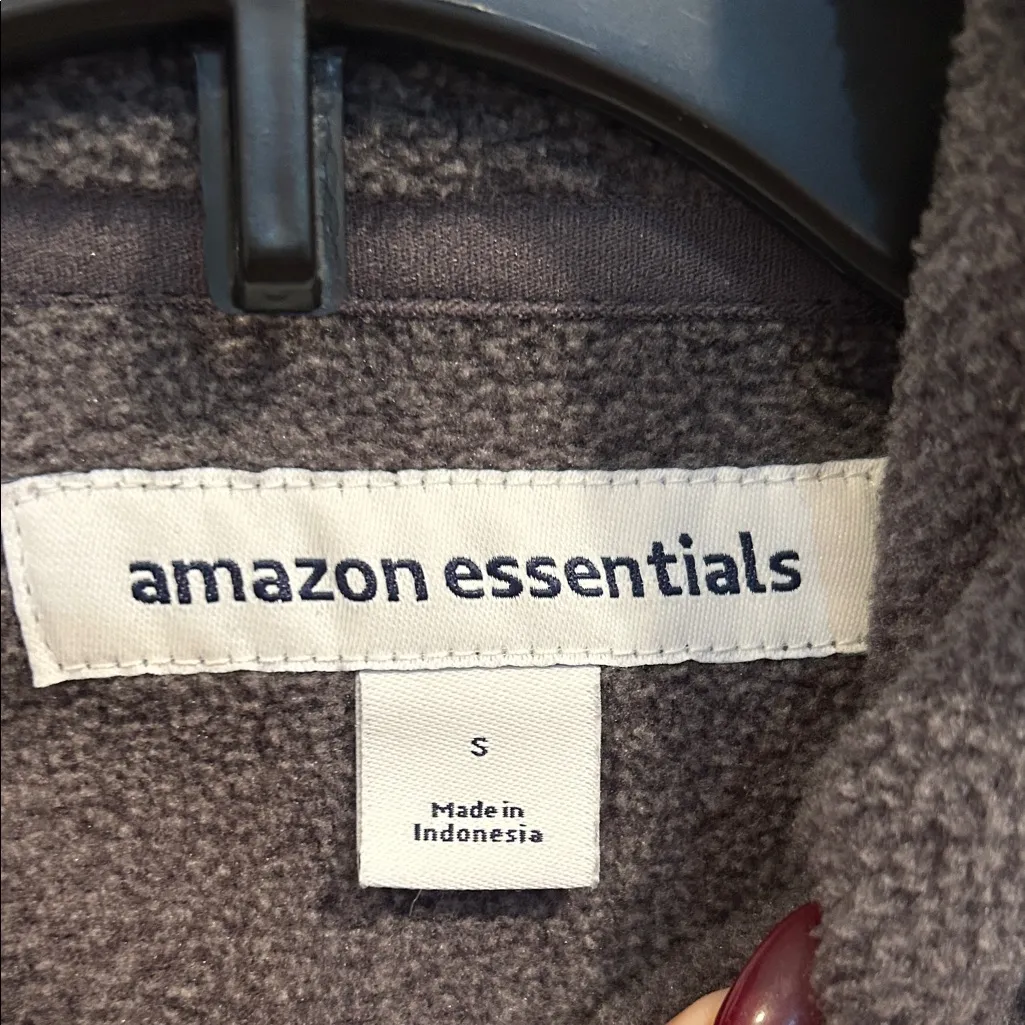 amazon essentials
S
Made in
Indonesia